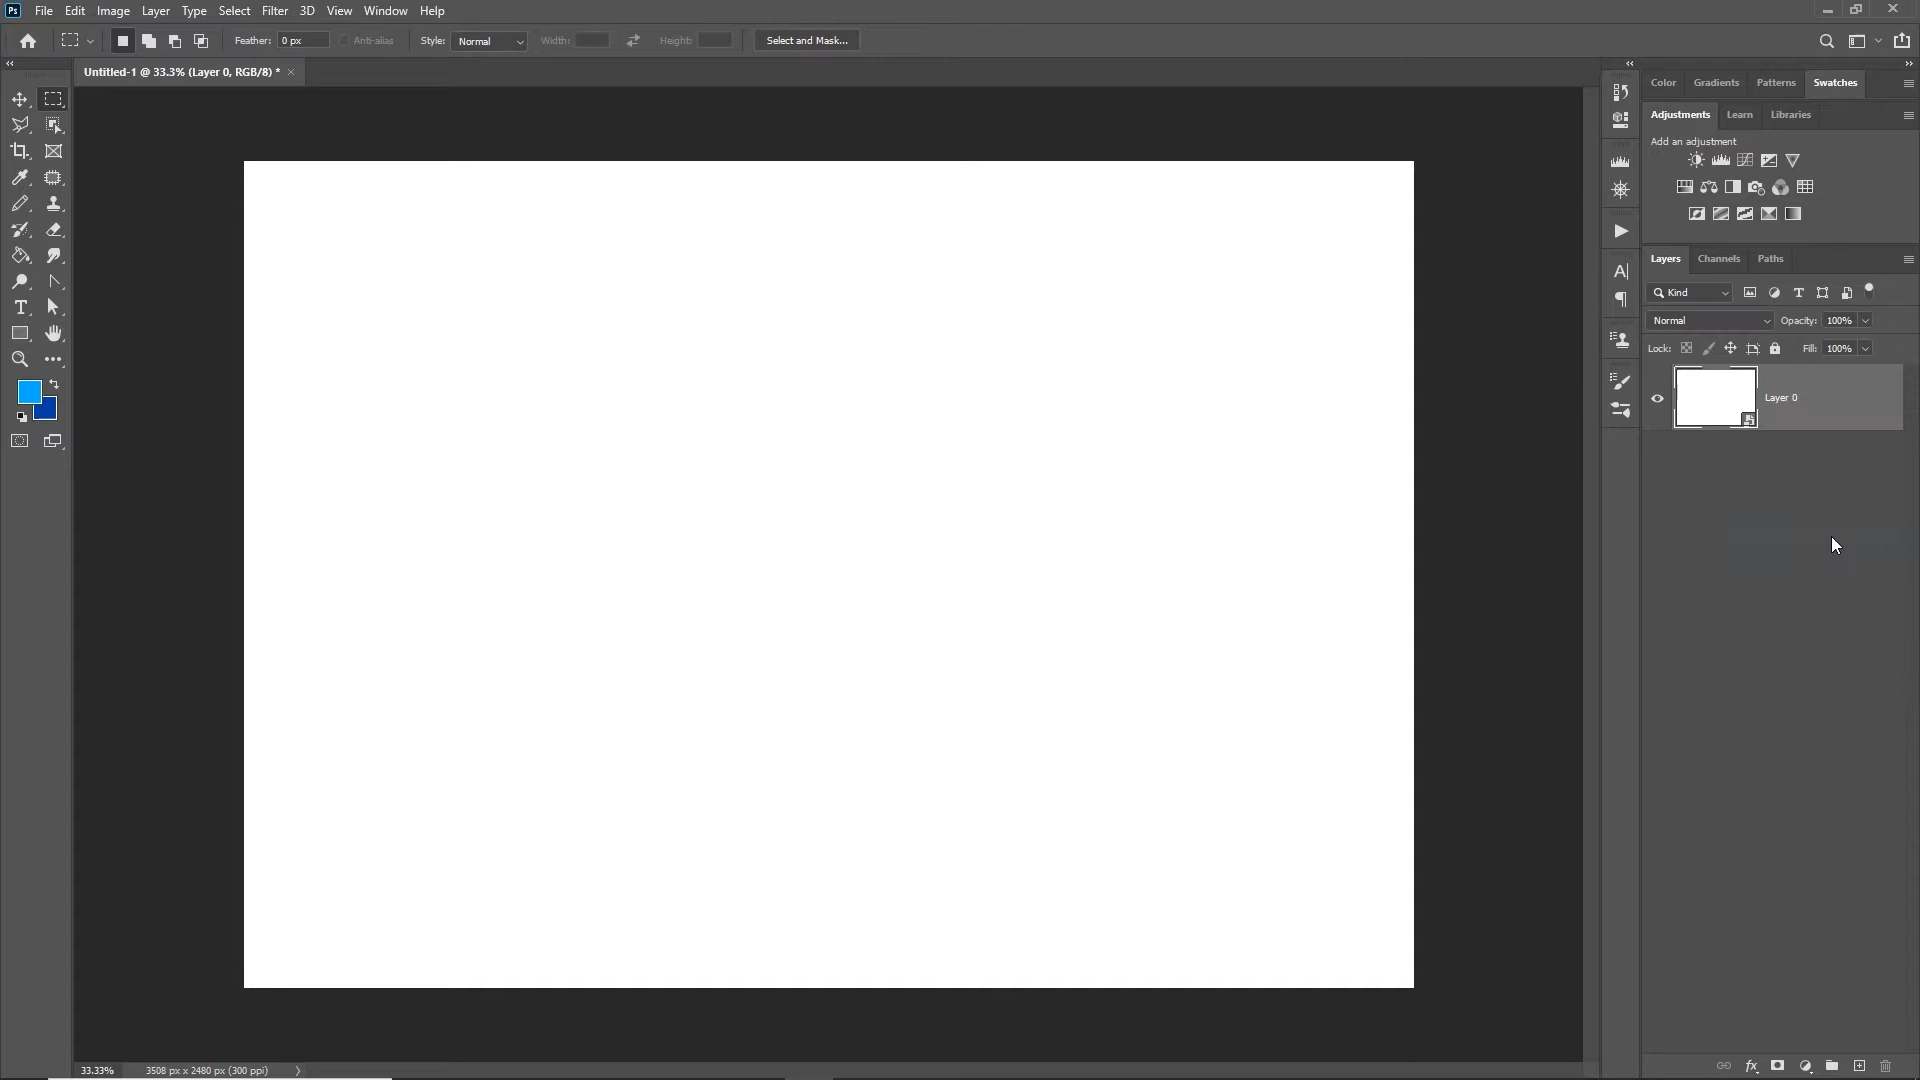 Ps File Edit Image Layer Type Select Filter 3D View Window Help
Feather: 0 px Anti-alias Style: Normal Width: Height: Select and Mask...
Untitled-1 @ 33.3% (Layer 0, RGB/8) * ×
Color Gradients Patterns Swatches
Adjustments Learn Libraries
Add an adjustment
Layers Channels Paths
Kind
Normal Opacity: 100%
Lock: Fill: 100%
Layer 0
33.33% 3508 px x 2480 px (300 ppi)